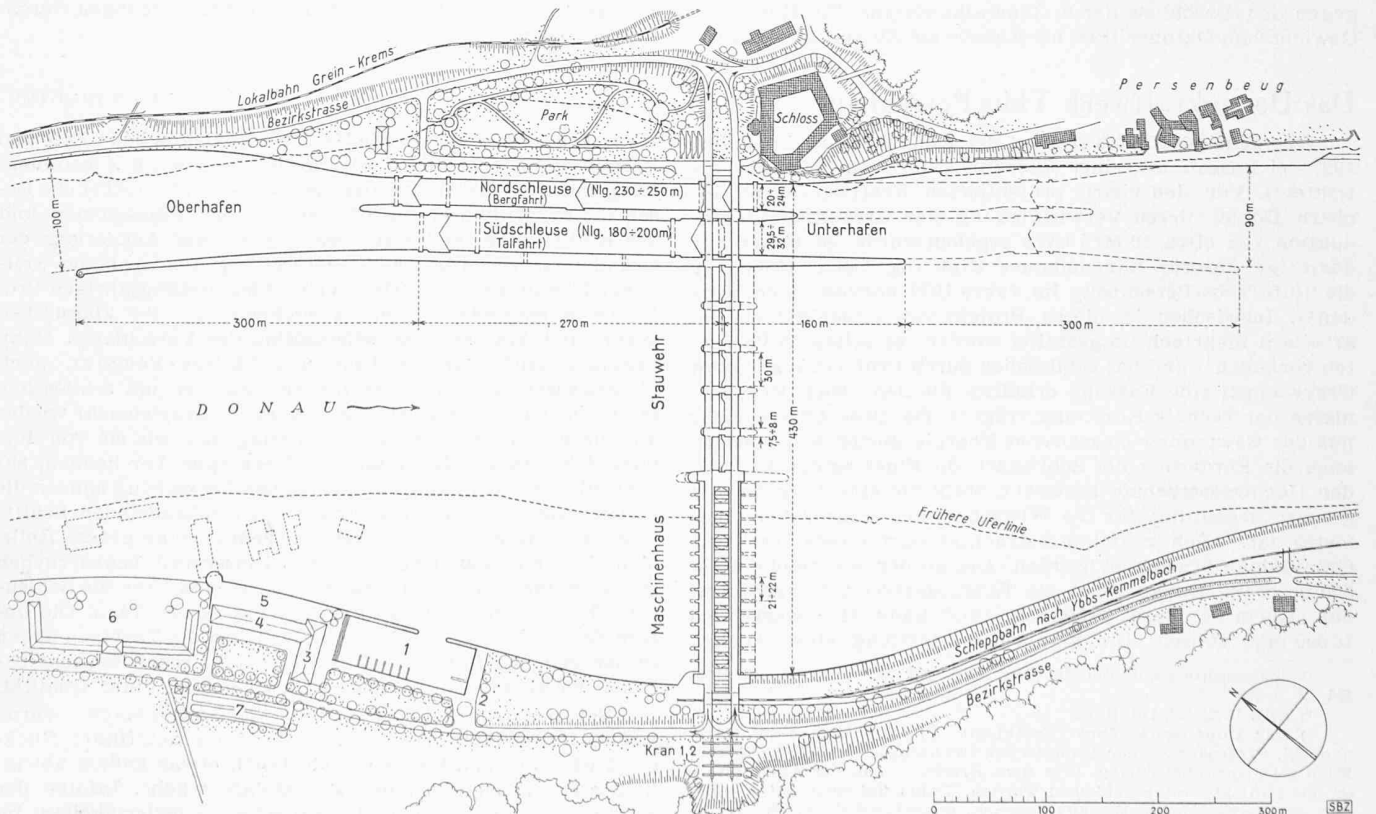 Lokalbahn Grein - Krems
Bezirkstrasse
Park
Schloss
Persenbeug
100 m
Oberhafen
Nordschleuse (Nlg. 230 ÷ 250 m)
(Bergfahrt)
20 ÷
24 m
Südschleuse (Nlg. 180 ÷ 200 m)
Talfahrt)
29,5 ÷
32 m
Unterhafen
90 m
300 m
270 m
160 m
300 m
Stauwehr
30 m
7,5 ÷ 8 m
430 m
DONAU
Frühere Uferlinie
Maschinenhaus
21 ÷ 22 m
Schleppbahn nach Ybbs-Kemmelbach
Bezirkstrasse
6
5
4
3
1
2
7
Kran 1,2
N
0
100
200
300 m
SBZ